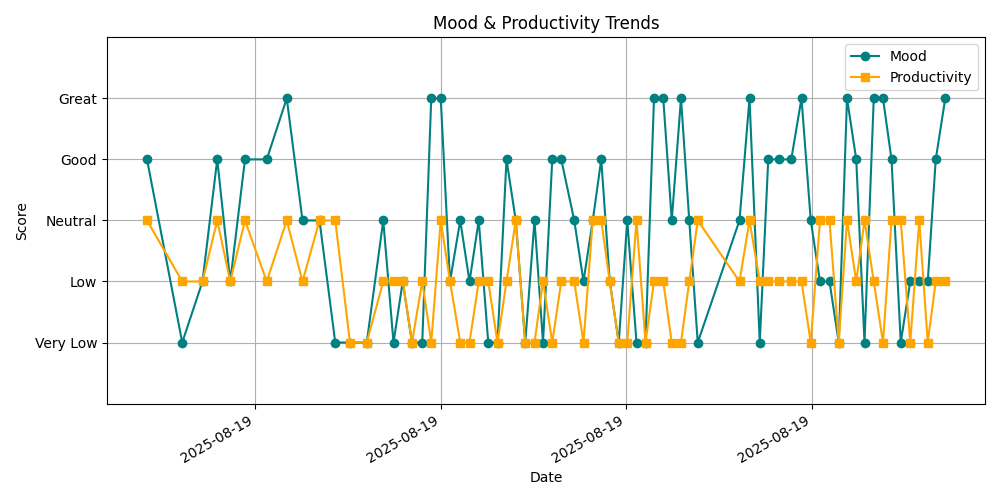 Mood & Productivity Trends
Mood
Productivity
Great
Good
Neutral
Low
Very Low
Score
2025-08-19
2025-08-19
2025-08-19
2025-08-19
Date